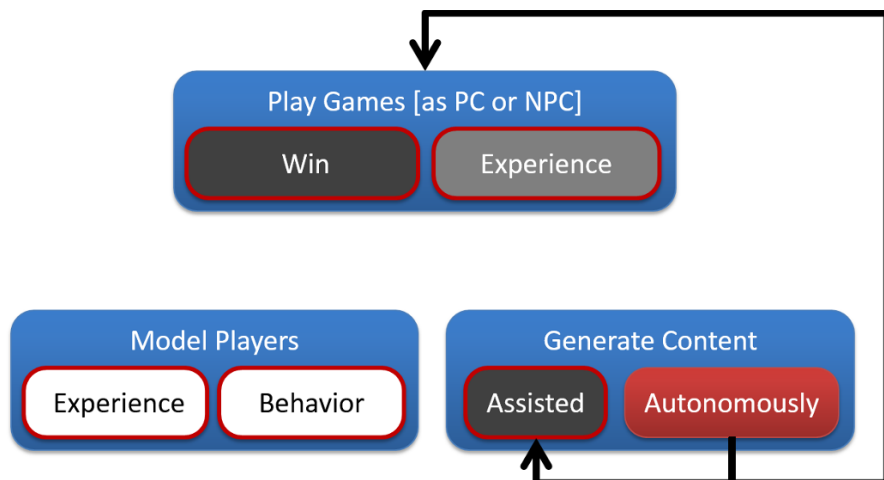 Play Games [as PC or NPC]
Win
Experience
Model Players
Experience
Behavior
Generate Content
Assisted
Autonomously